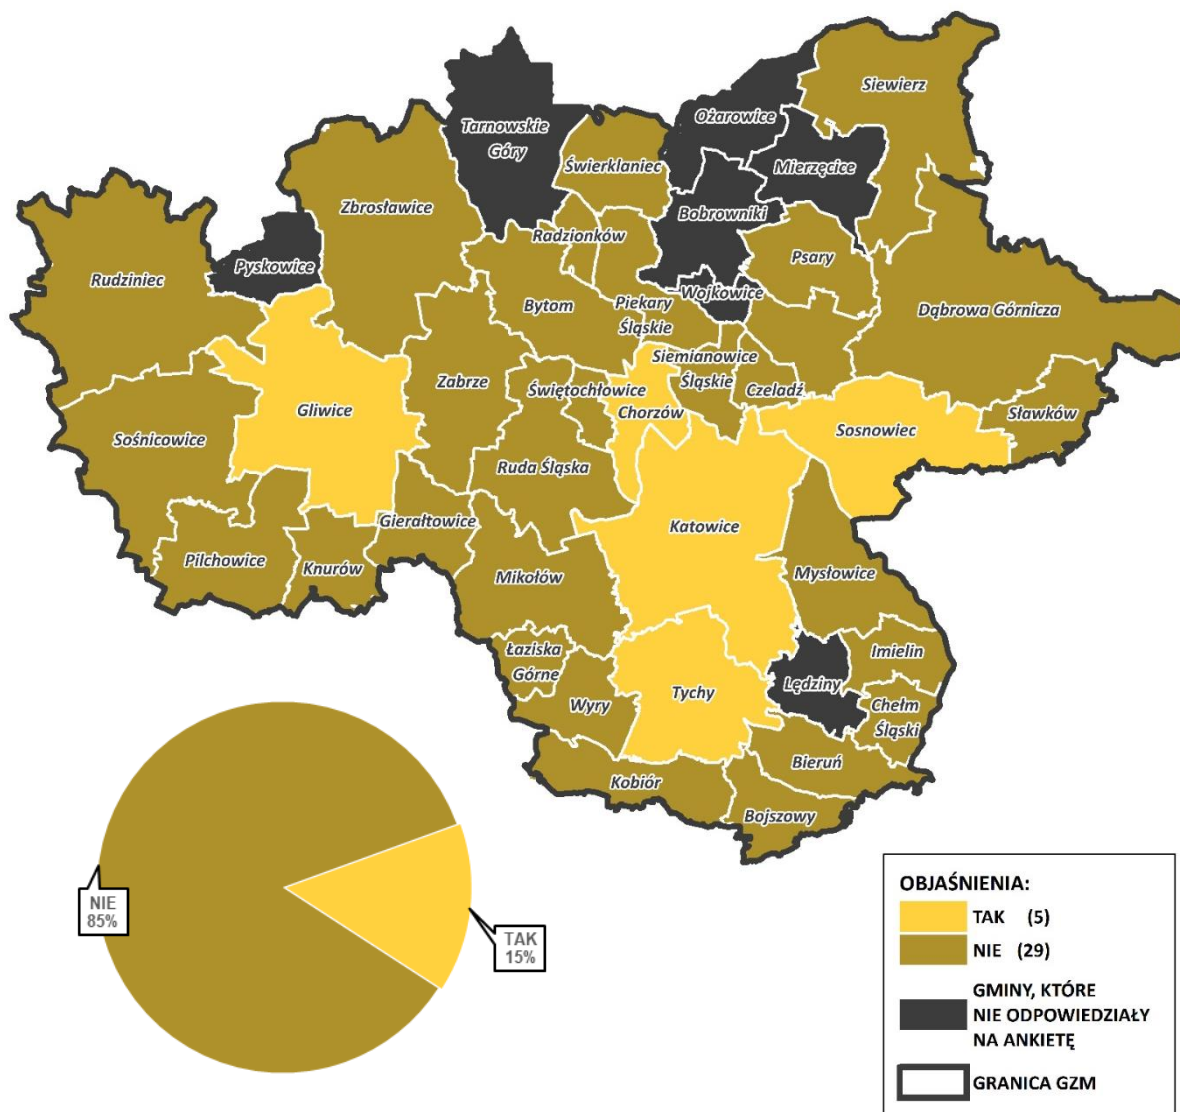 Siewierz
Ożarowice
Tarnowskie
Góry
Świerklaniec
Mierzęcice
Zbrosławice
Bobrowniki
Radzionków
Psary
Pyskowice
Rudziniec
Wojkowice
Bytom
Piekary
Śląskie
Dąbrowa Górnicza
Siemianowice
Śląskie
Zabrze
Świętochłowice
Czeladź
Gliwice
Chorzów
Sławków
Sośnicowice
Sosnowiec
Ruda Śląska
Gierałtowice
Katowice
Pilchowice
Knurów
Mikołów
Mysłowice
Łaziska
Górne
Imielin
Lędziny
Tychy
Chełm
Śląski
Wyry
Bieruń
Kobiór
Bojszowy
NIE
85%
TAK
15%
OBJAŚNIENIA:
TAK (5)
NIE (29)
GMINY, KTÓRE
NIE ODPOWIEDZIAŁY
NA ANKIETĘ
GRANICA GZM